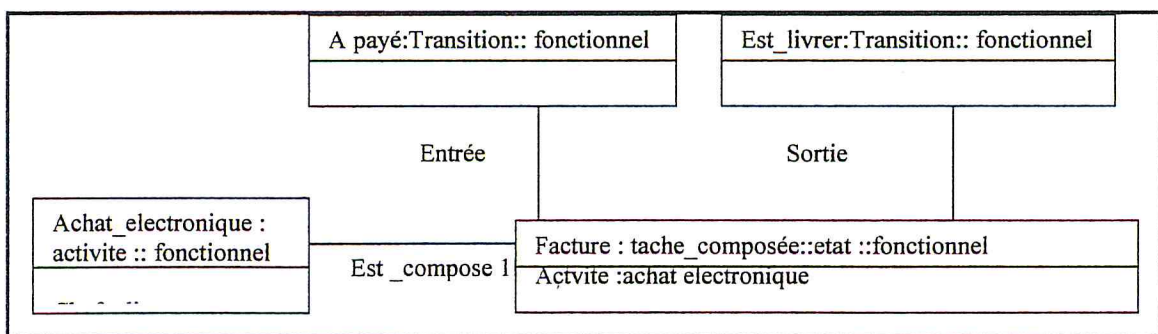 A payé:Transition:: fonctionnel
Est_livrer:Transition:: fonctionnel
Entrée
Sortie
Achat_electronique :
activite :: fonctionnel
Est _compose 1
Facture : tache_composée::etat ::fonctionnel
Actvite :achat electronique